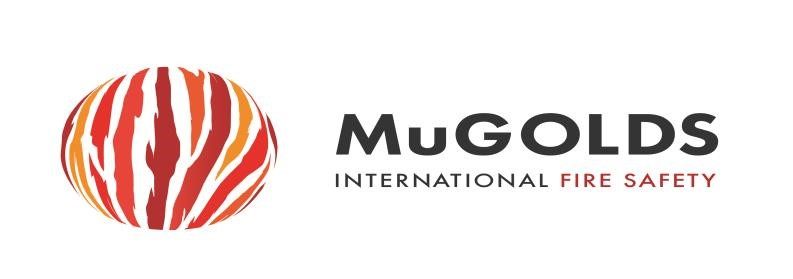 MuGOLDS
INTERNATIONAL FIRE SAFETY